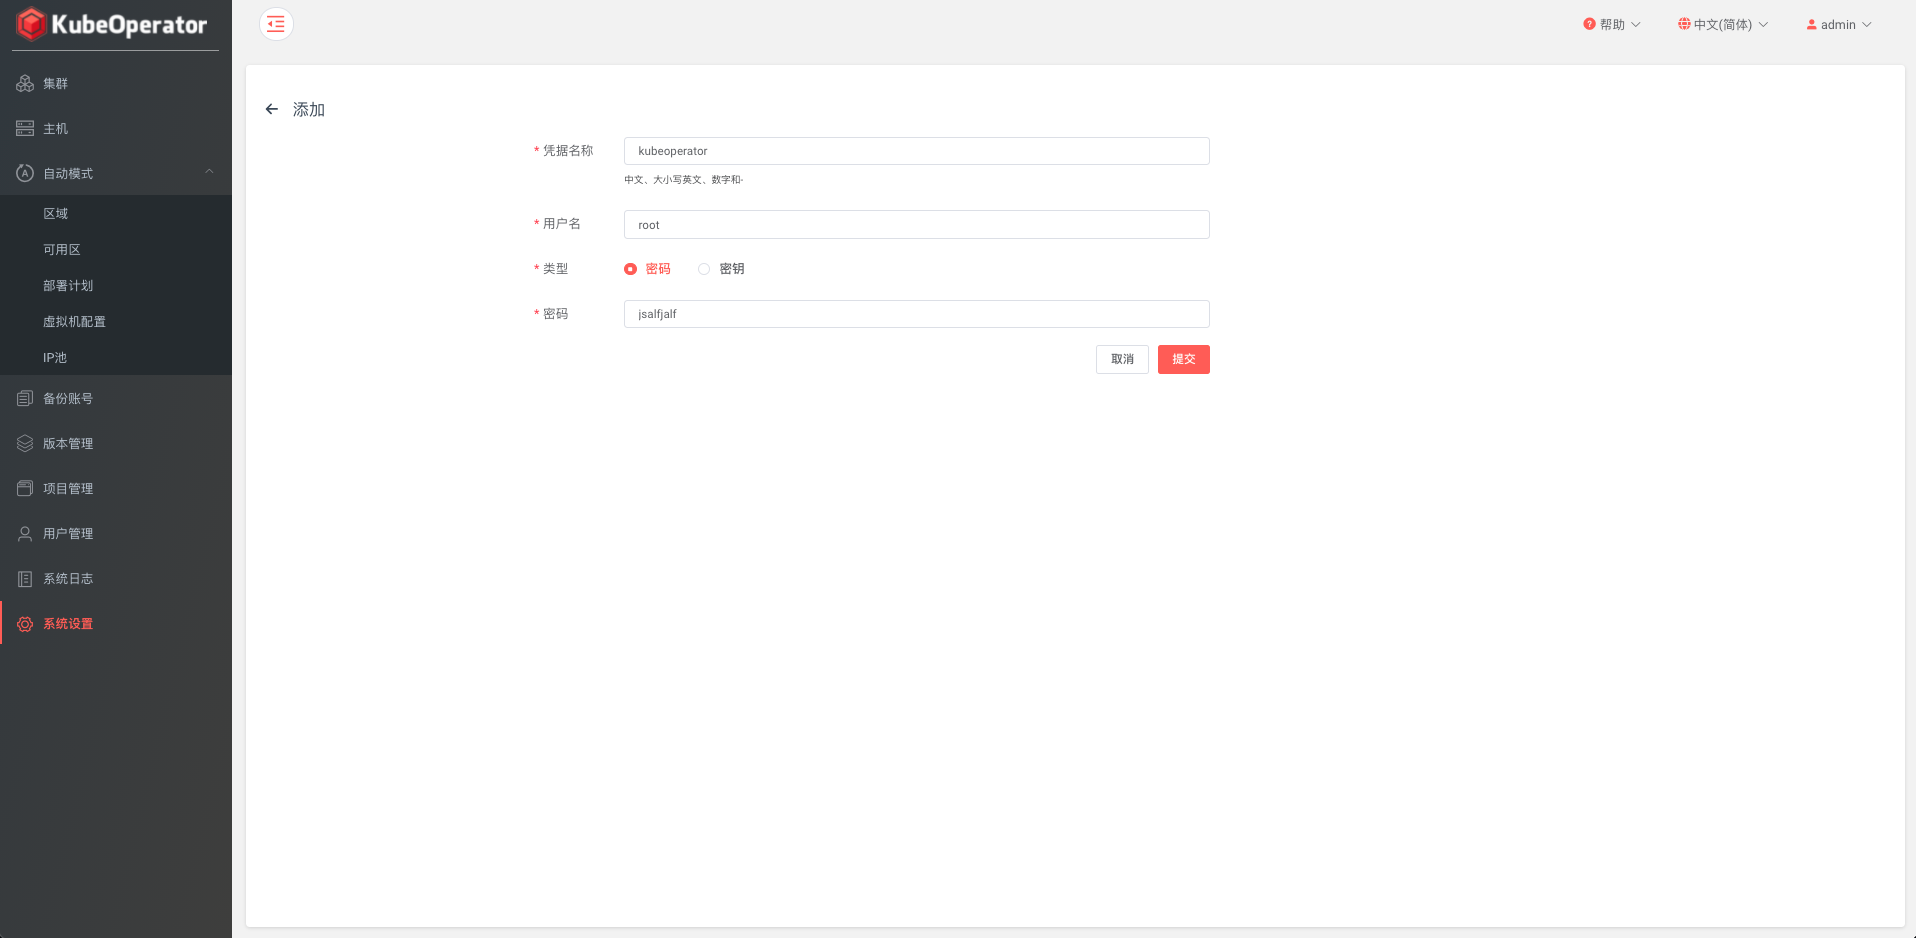 KubeOperator
集群
主机
自动模式
区域
可用区
部署计划
虚拟机配置
IP池
备份账号
版本管理
项目管理
用户管理
系统日志
系统设置
帮助 中文(简体) admin
添加
* 凭据名称 kubeoperator
中文、大小写英文、数字和-
* 用户名 root
* 类型 密码 密钥
* 密码 jsalfjalf
取消 提交